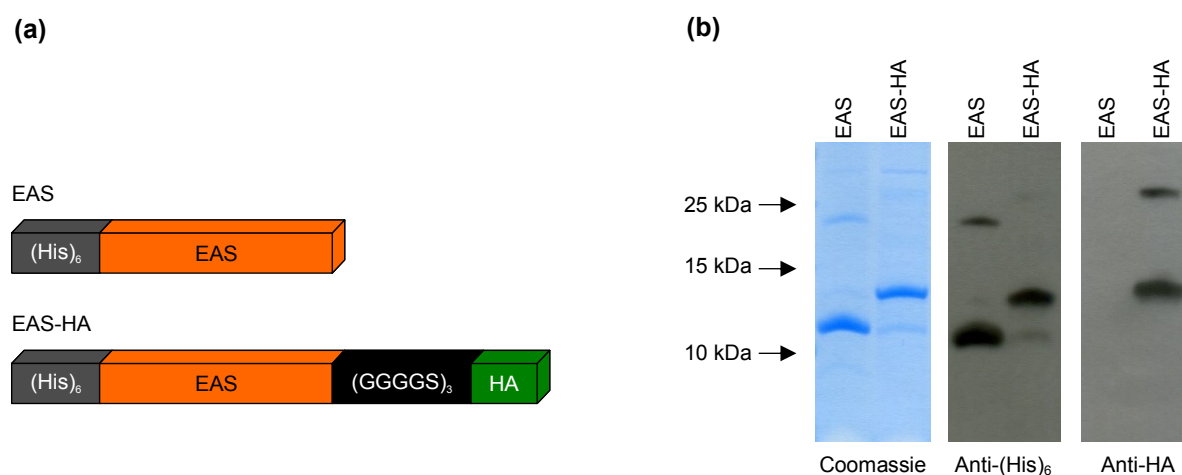 (a)
EAS
(His)₆ EAS
EAS-HA
(His)₆ EAS (GGGGS)₃ HA
(b)
EAS EAS-HA EAS EAS-HA EAS EAS-HA
25 kDa
15 kDa
10 kDa
Coomassie Anti-(His)₆ Anti-HA